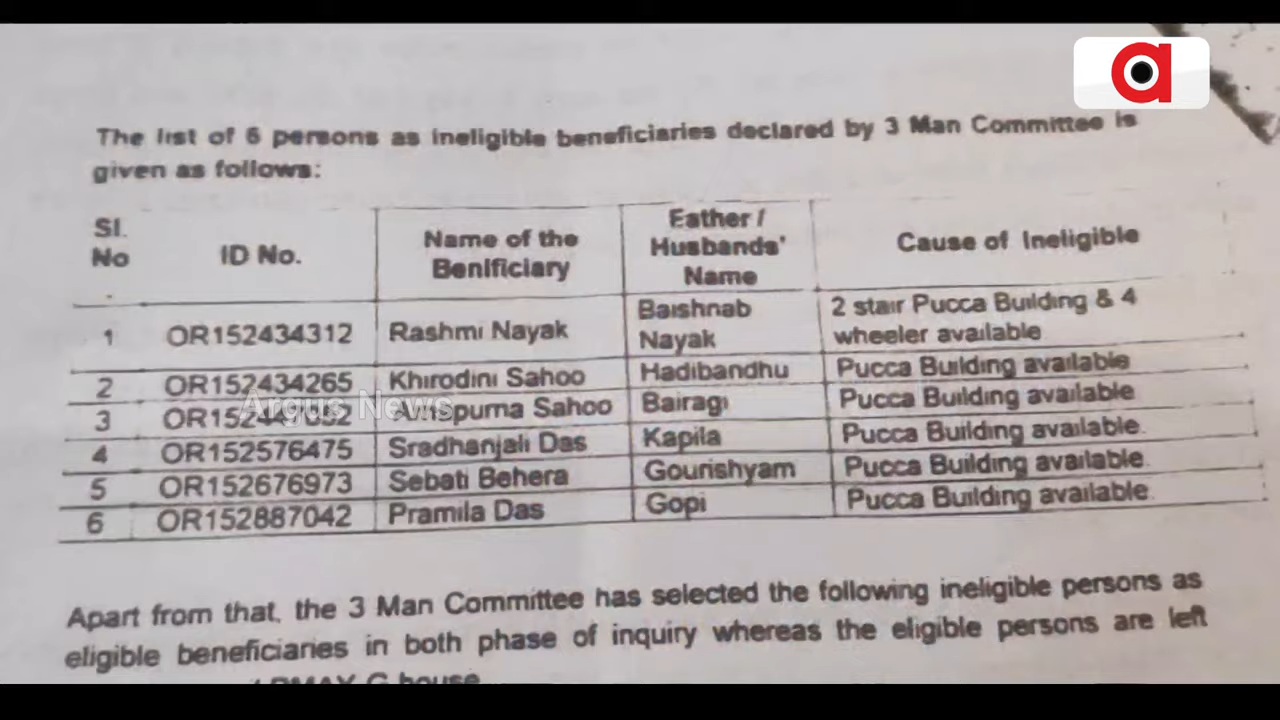 The list of 6 persons as ineligible beneficiaries declared by 3 Man Committee is
given as follows:
Sl. No | ID No. | Name of the Benificiary | Father / Husbands' Name | Cause of Ineligible
1 | OR152434312 | Rashmi Nayak | Baishnab Nayak | 2 stair Pucca Building & 4 wheeler available
2 | OR152434265 | Khirodini Sahoo | Hadibandhu | Pucca Building available
3 | Sahoo | Bairagi | Pucca Building available
4 | OR152576475 | Sradhanjali Das | Kapila | Pucca Building available.
5 | OR152676973 | Sebati Behera | Gourishyam | Pucca Building available.
6 | OR152887042 | Pramila Das | Gopi | Pucca Building available.
Argus News
Apart from that, the 3 Man Committee has selected the following ineligible persons as
eligible beneficiaries in both phase of inquiry whereas the eligible persons are left
PMAY G house